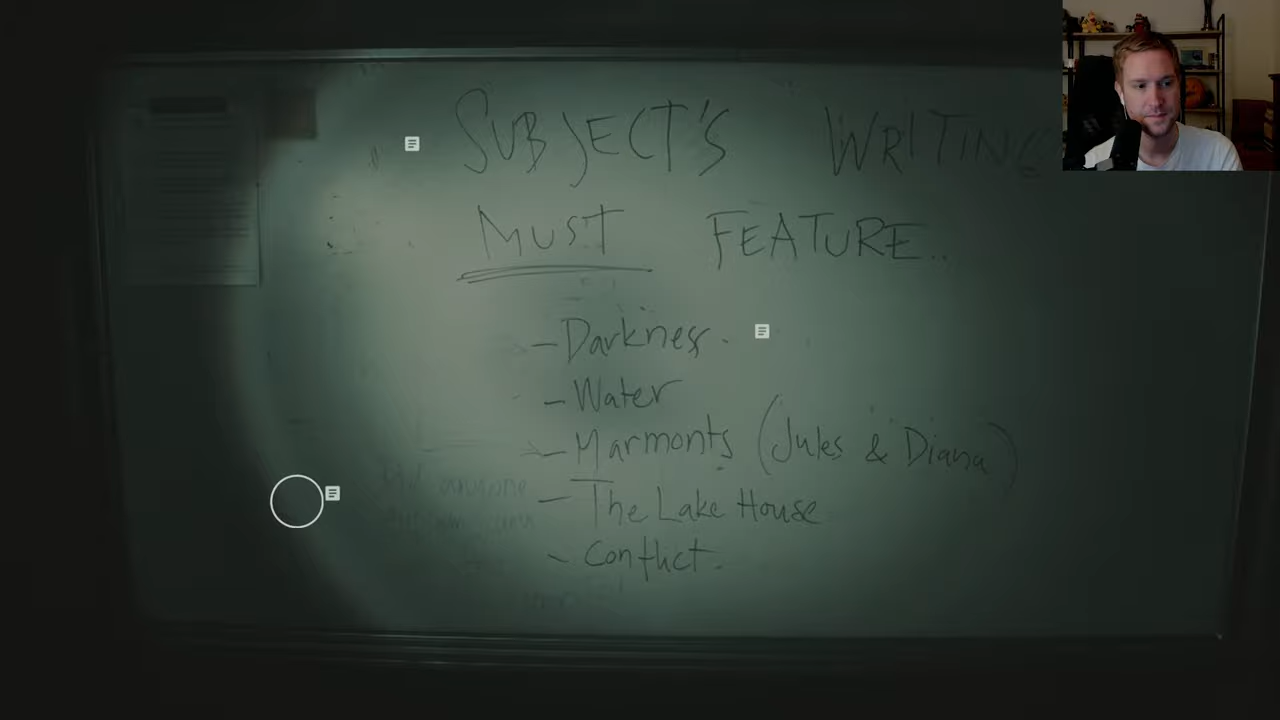 SUBJECT'S WRITING
MUST FEATURE..
- Darkness.
- Water
- Marmonts (Jules & Diana)
- The Lake House
- Conflict.